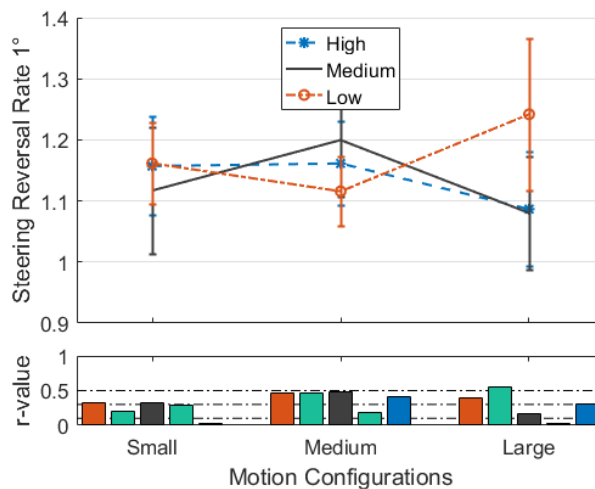 1.4
1.3
1.2
1.1
1
0.9
Steering Reversal Rate 1°
High
Medium
Low
1
0.5
0
r-value
Small Medium Large
Motion Configurations